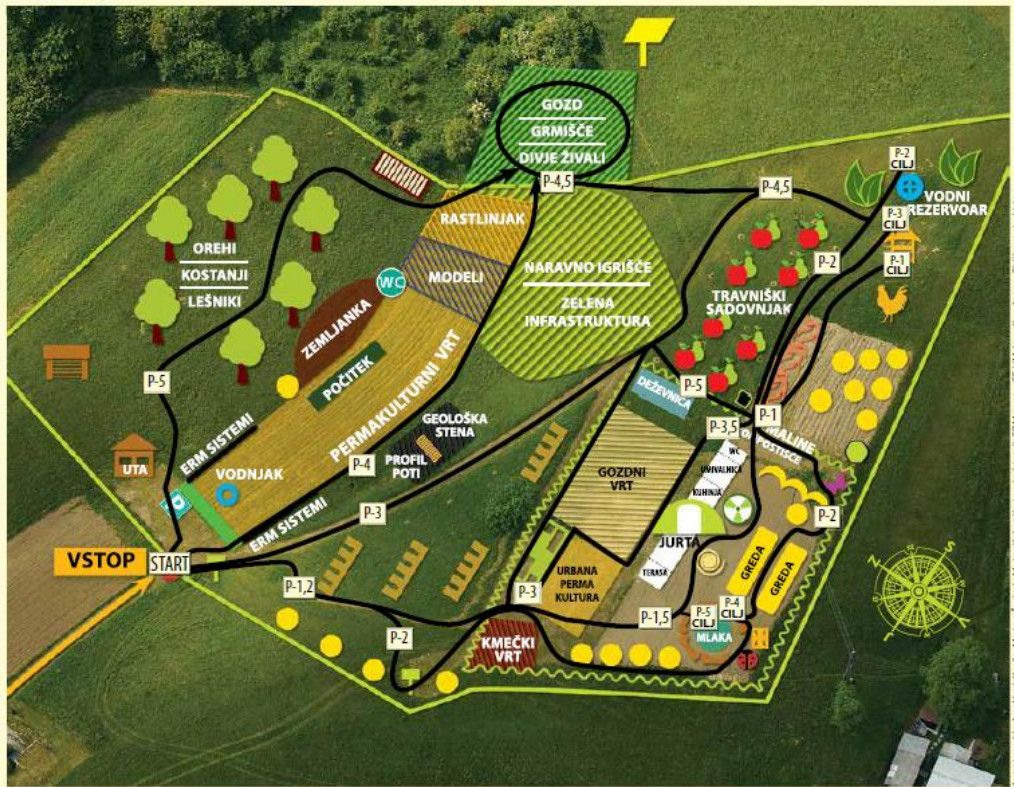 GOZD
GRMIŠČE
DIVJE ŽIVALI
P-4,5
P-4,5
P-2
CILJ
VODNI
REZERVOAR
P-3
CILJ
P-1
CILJ
P-2
RASTLINJAK
MODELI
WC
OREHI
KOSTANJI
LEŠNIKI
NARAVNO IGRIŠČE
ZELENA
INFRASTRUKTURA
TRAVNIŠKI
SADOVNJAK
ZEMLJANKA
POČITEK
PERMAKULTURNI VRT
P-5
P-5
DEŽEVNICA
P-1
MALINE
P-3,5
GEOLOŠKA
STENA
PROFIL
POTI
P-4
ERM SISTEMI
UTA
VODNJAK
GOZDNI
VRT
WC
UMIVALNICA
KUHINJA
P-3
ERM SISTEMI
P-2
VSTOP
START
JURTA
TERASA
GREDA
GREDA
URBANA
PERMA
KULTURA
P-1,2
P-3
P-1,5
P-5
CILJ
P-4
CILJ
MLAKA
P-2
KMEČKI
VRT